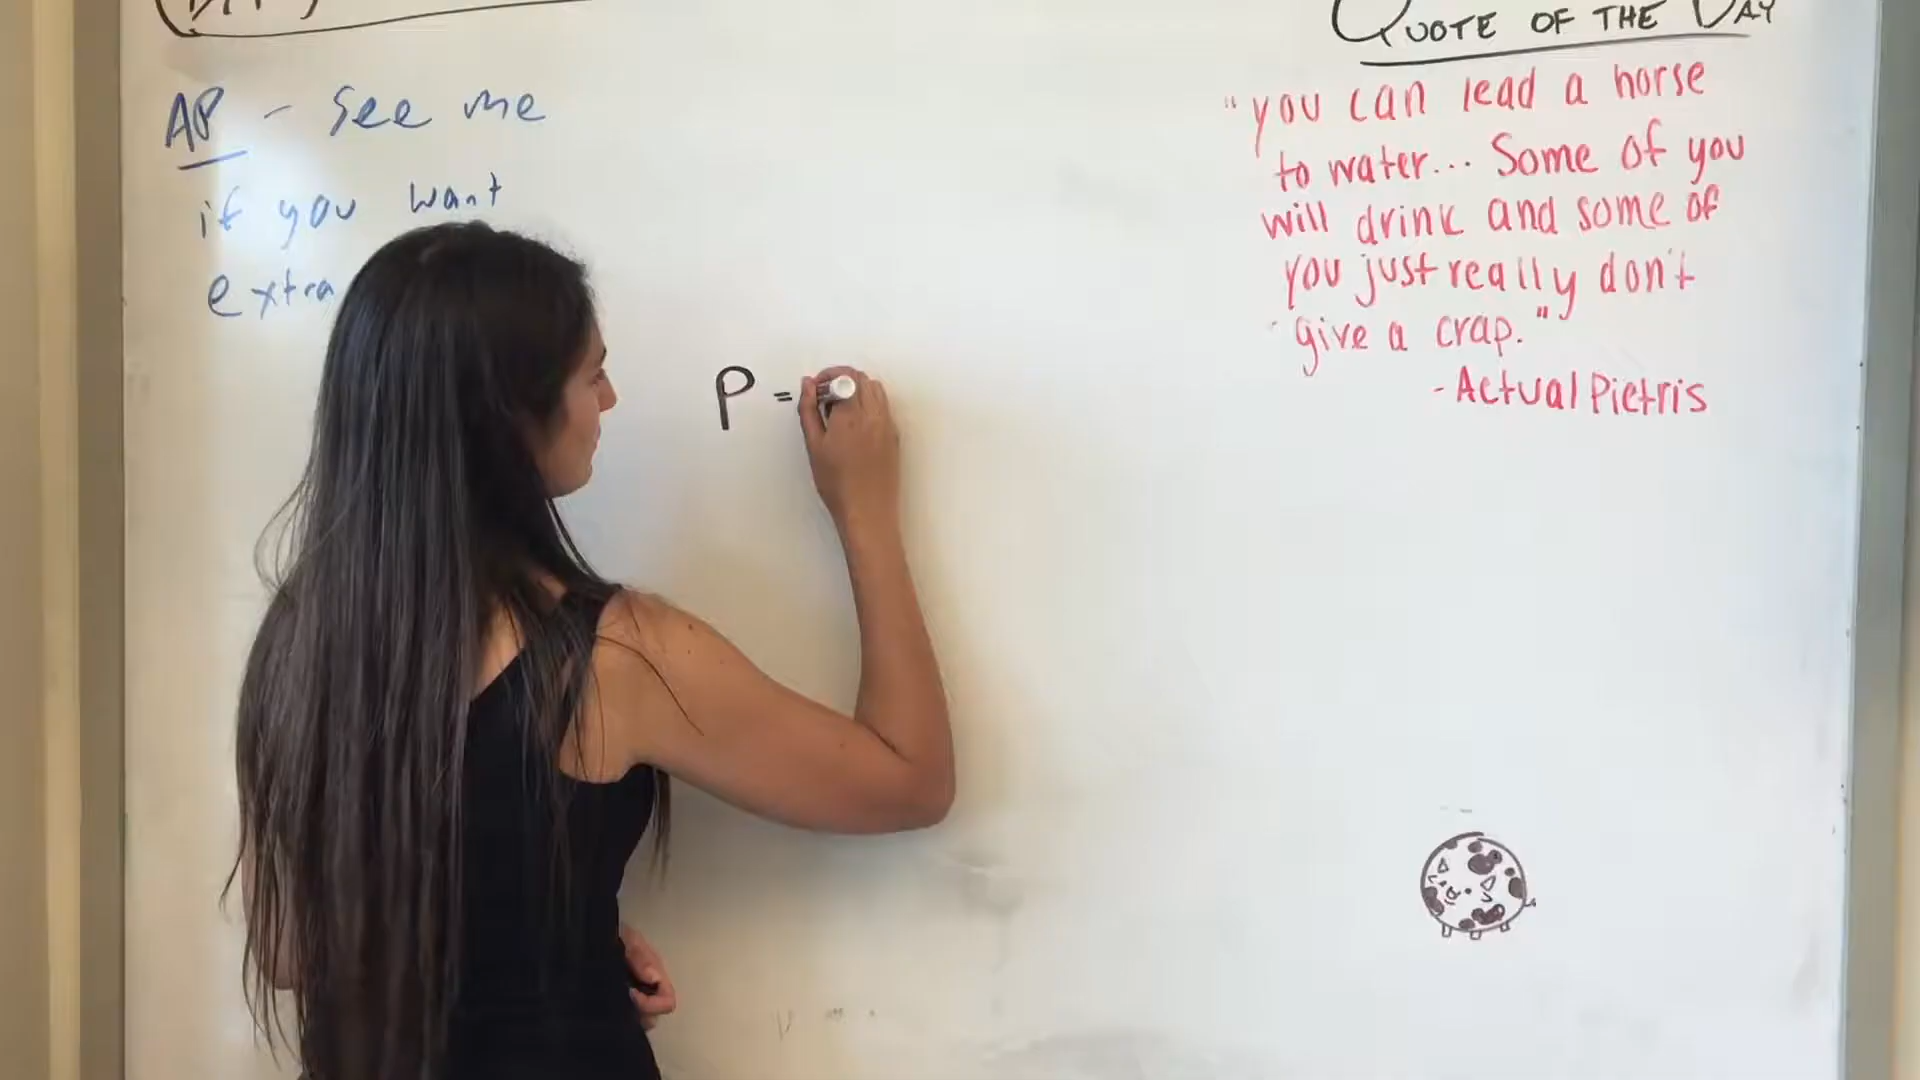 AP - see me
if you want
extra
P =
QUOTE OF THE DAY
"you can lead a horse
to water... Some of you
will drink and some of
you just really don't
give a crap."
-Actual Pietris